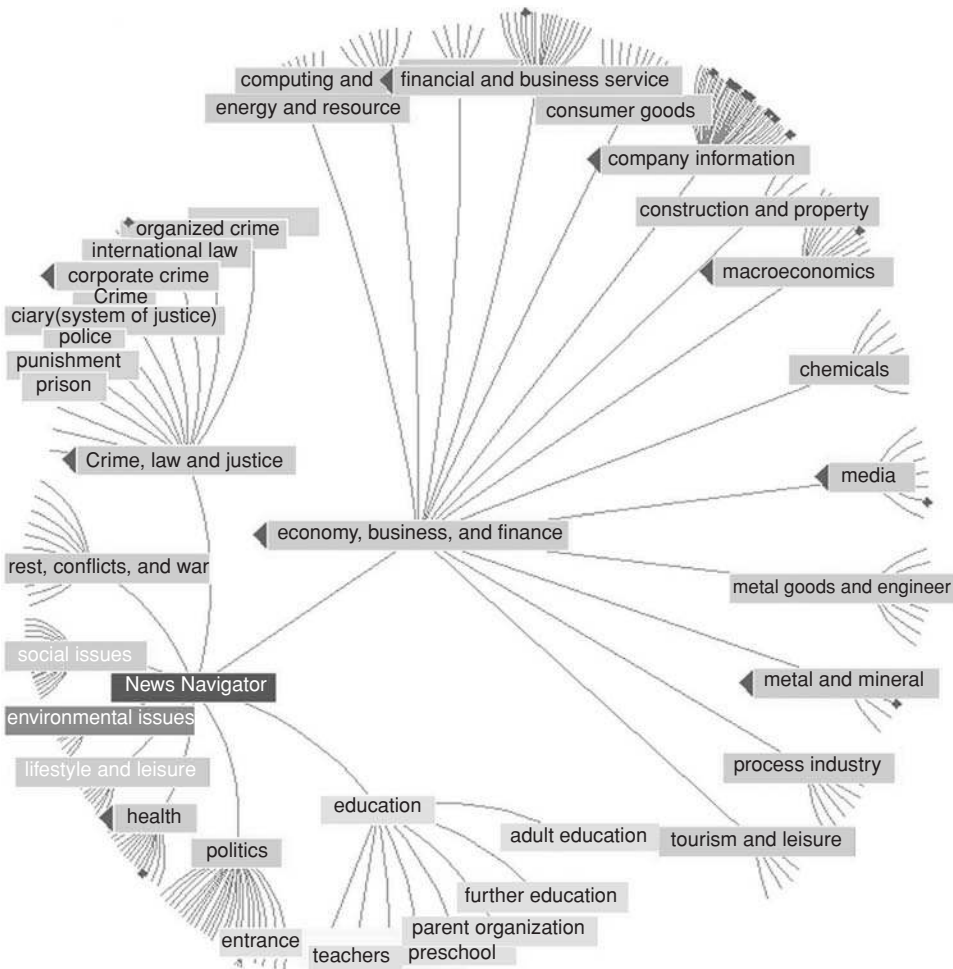 computing and
financial and business service
energy and resource
consumer goods
company information
construction and property
macroeconomics
organized crime
international law
corporate crime
Crime
ciary(system of justice)
police
punishment
prison
chemicals
Crime, law and justice
media
economy, business, and finance
rest, conflicts, and war
metal goods and engineer
social issues
News Navigator
metal and mineral
environmental issues
lifestyle and leisure
process industry
health
education
adult education
tourism and leisure
politics
further education
parent organization
entrance
teachers
preschool